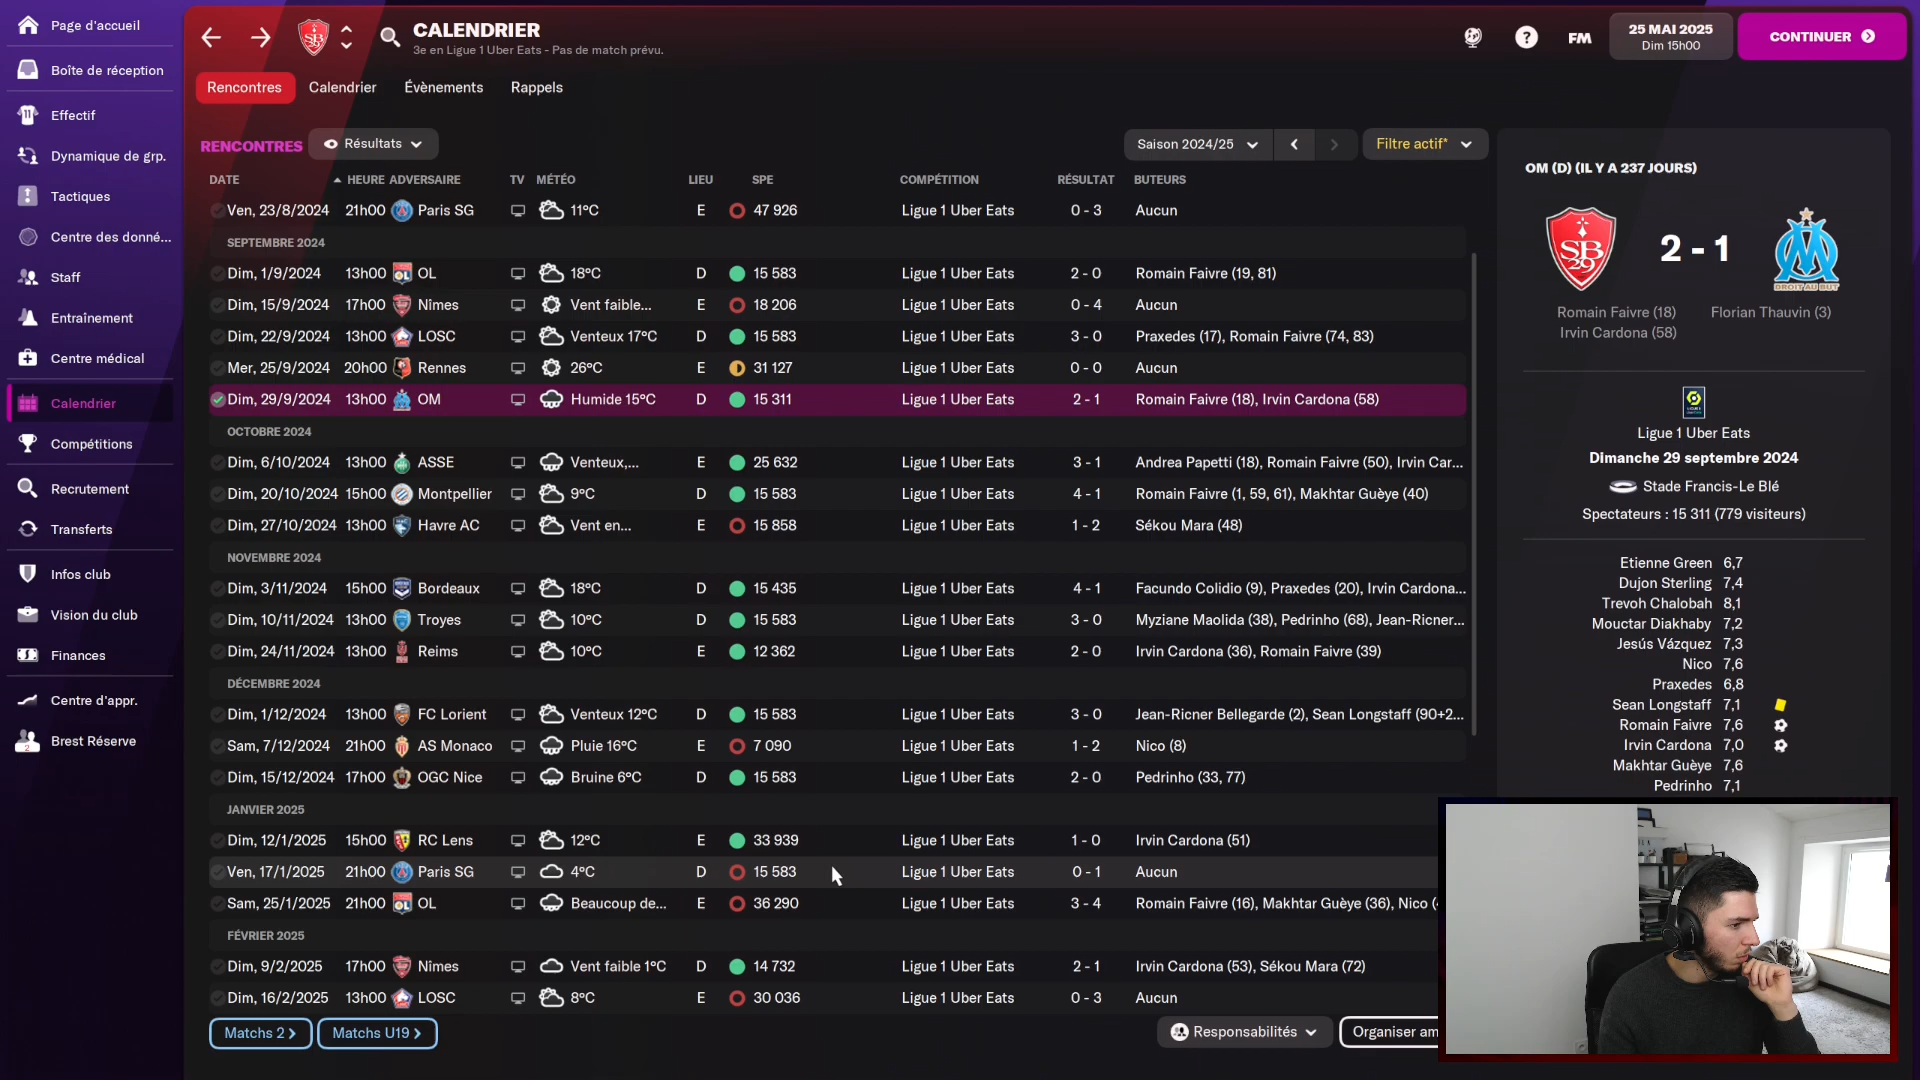 Page d'accueil
Boîte de réception
Effectif
Dynamique de grp.
Tactiques
Centre des donné...
Staff
Entraînement
Centre médical
Calendrier
Compétitions
Recrutement
Transferts
Infos club
Vision du club
Finances
Centre d'appr.
Brest Réserve
CALENDRIER
3e en Ligue 1 Uber Eats - Pas de match prévu.
FM
25 MAI 2025
Dim 15h00
CONTINUER
Rencontres Calendrier Évènements Rappels
RENCONTRES Résultats Saison 2024/25 Filtre actif*
DATE HEURE ADVERSAIRE TV MÉTÉO LIEU SPE COMPÉTITION RÉSULTAT BUTEURS
Ven, 23/8/2024 21h00 Paris SG 11°C E 47 926 Ligue 1 Uber Eats 0 - 3 Aucun
SEPTEMBRE 2024
Dim, 1/9/2024 13h00 OL 18°C D 15 583 Ligue 1 Uber Eats 2 - 0 Romain Faivre (19, 81)
Dim, 15/9/2024 17h00 Nîmes Vent faible... E 18 206 Ligue 1 Uber Eats 0 - 4 Aucun
Dim, 22/9/2024 13h00 LOSC Venteux 17°C D 15 583 Ligue 1 Uber Eats 3 - 0 Praxedes (17), Romain Faivre (74, 83)
Mer, 25/9/2024 20h00 Rennes 26°C E 31 127 Ligue 1 Uber Eats 0 - 0 Aucun
Dim, 29/9/2024 13h00 OM Humide 15°C D 15 311 Ligue 1 Uber Eats 2 - 1 Romain Faivre (18), Irvin Cardona (58)
OCTOBRE 2024
Dim, 6/10/2024 13h00 ASSE Venteux,... E 25 632 Ligue 1 Uber Eats 3 - 1 Andrea Papetti (18), Romain Faivre (50), Irvin Car...
Dim, 20/10/2024 15h00 Montpellier 9°C D 15 583 Ligue 1 Uber Eats 4 - 1 Romain Faivre (1, 59, 61), Makhtar Guèye (40)
Dim, 27/10/2024 13h00 Havre AC Vent en... E 15 858 Ligue 1 Uber Eats 1 - 2 Sékou Mara (48)
NOVEMBRE 2024
Dim, 3/11/2024 15h00 Bordeaux 18°C D 15 435 Ligue 1 Uber Eats 4 - 1 Facundo Colidio (9), Praxedes (20), Irvin Cardona...
Dim, 10/11/2024 13h00 Troyes 10°C D 15 583 Ligue 1 Uber Eats 3 - 0 Myziane Maolida (38), Pedrinho (68), Jean-Ricner...
Dim, 24/11/2024 13h00 Reims 10°C E 12 362 Ligue 1 Uber Eats 2 - 0 Irvin Cardona (36), Romain Faivre (39)
DÉCEMBRE 2024
Dim, 1/12/2024 13h00 FC Lorient Venteux 12°C D 15 583 Ligue 1 Uber Eats 3 - 0 Jean-Ricner Bellegarde (2), Sean Longstaff (90+2...
Sam, 7/12/2024 21h00 AS Monaco Pluie 16°C E 7 090 Ligue 1 Uber Eats 1 - 2 Nico (8)
Dim, 15/12/2024 17h00 OGC Nice Bruine 6°C D 15 583 Ligue 1 Uber Eats 2 - 0 Pedrinho (33, 77)
JANVIER 2025
Dim, 12/1/2025 15h00 RC Lens 12°C E 33 939 Ligue 1 Uber Eats 1 - 0 Irvin Cardona (51)
Ven, 17/1/2025 21h00 Paris SG 4°C D 15 583 Ligue 1 Uber Eats 0 - 1 Aucun
Sam, 25/1/2025 21h00 OL Beaucoup de... E 36 290 Ligue 1 Uber Eats 3 - 4 Romain Faivre (16), Makhtar Guèye (36), Nico (
FÉVRIER 2025
Dim, 9/2/2025 17h00 Nîmes Vent faible 1°C D 14 732 Ligue 1 Uber Eats 2 - 1 Irvin Cardona (53), Sékou Mara (72)
Dim, 16/2/2025 13h00 LOSC 8°C E 30 036 Ligue 1 Uber Eats 0 - 3 Aucun
Matchs 2 Matchs U19 Responsabilités Organiser am
OM (D) (IL Y A 237 JOURS)
SB 29 2 - 1 DROIT AU BUT
Romain Faivre (18) Florian Thauvin (3)
Irvin Cardona (58)
Ligue 1 Uber Eats
Dimanche 29 septembre 2024
Stade Francis-Le Blé
Spectateurs : 15 311 (779 visiteurs)
Etienne Green 6,7
Dujon Sterling 7,4
Trevoh Chalobah 8,1
Mouctar Diakhaby 7,2
Jesús Vázquez 7,3
Nico 7,6
Praxedes 6,8
Sean Longstaff 7,1
Romain Faivre 7,6
Irvin Cardona 7,0
Makhtar Guèye 7,6
Pedrinho 7,1